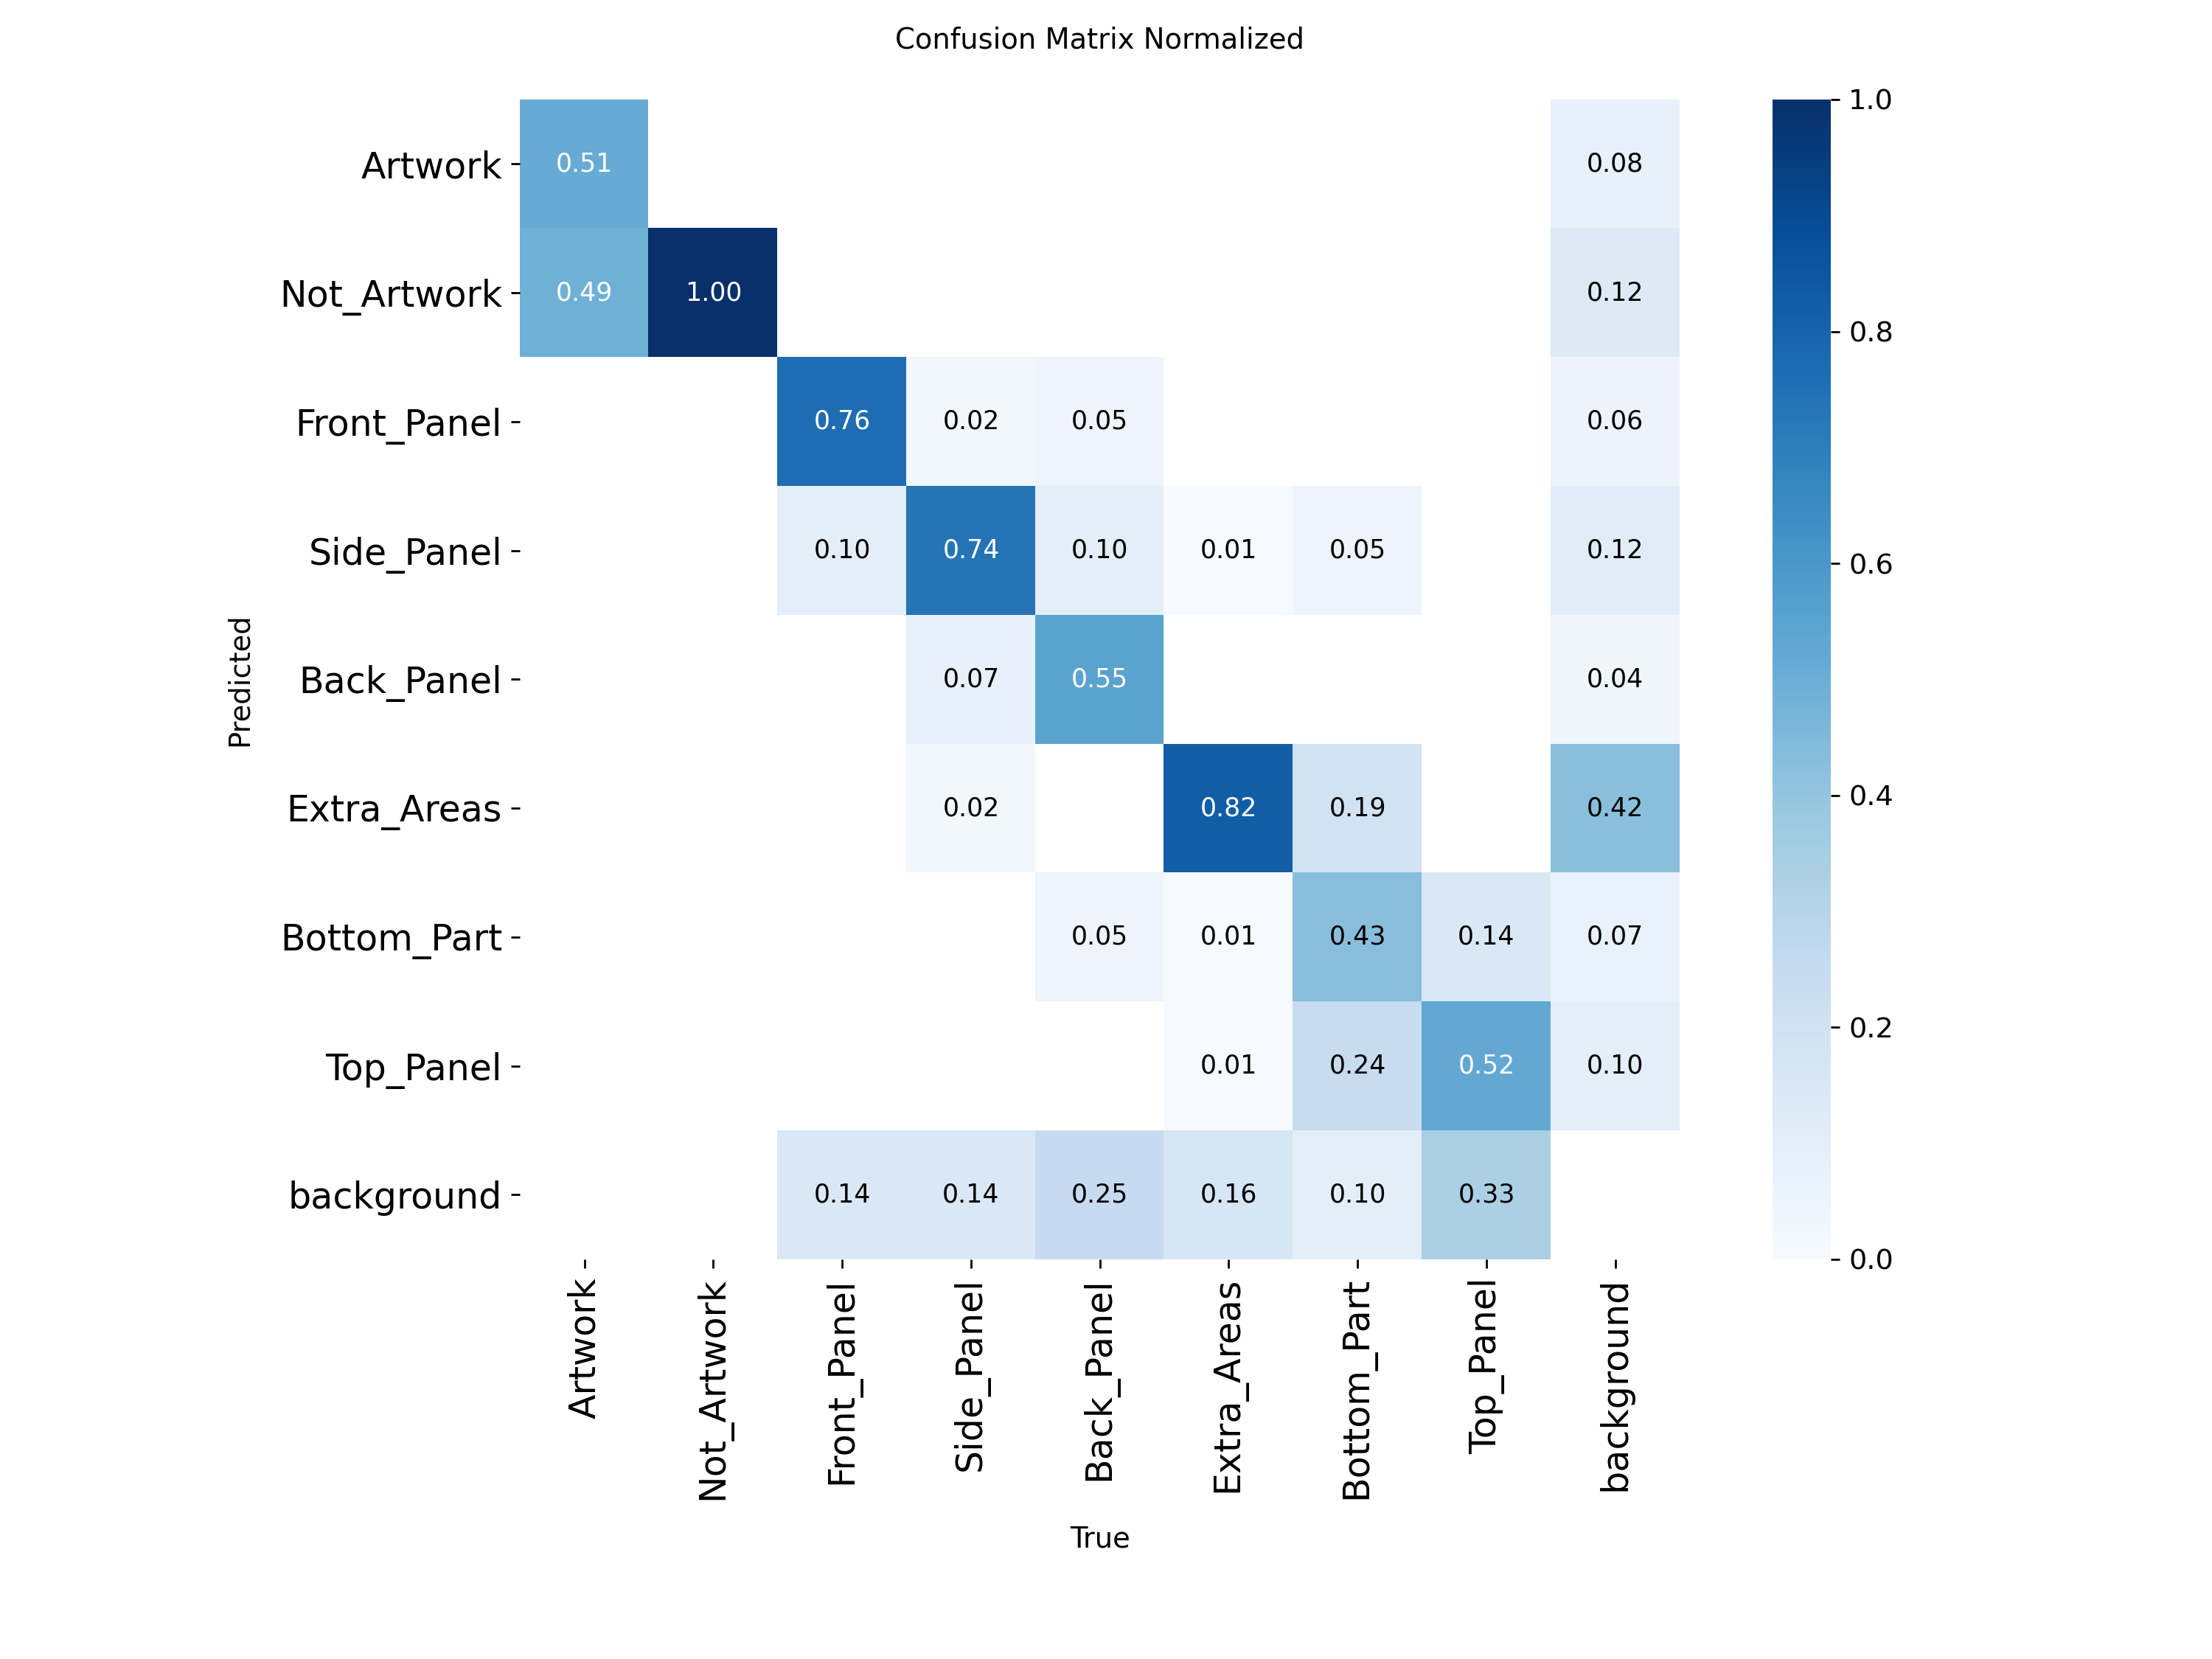 Confusion Matrix Normalized
Artwork 0.51 0.08
Not_Artwork 0.49 1.00 0.12
Front_Panel 0.76 0.02 0.05 0.06
Side_Panel 0.10 0.74 0.10 0.01 0.05 0.12
Back_Panel 0.07 0.55 0.04
Extra_Areas 0.02 0.82 0.19 0.42
Bottom_Part 0.05 0.01 0.43 0.14 0.07
Top_Panel 0.01 0.24 0.52 0.10
background 0.14 0.14 0.25 0.16 0.10 0.33
Predicted
Artwork
Not_Artwork
Front_Panel
Side_Panel
Back_Panel
Extra_Areas
Bottom_Part
Top_Panel
background
True
1.0
0.8
0.6
0.4
0.2
0.0